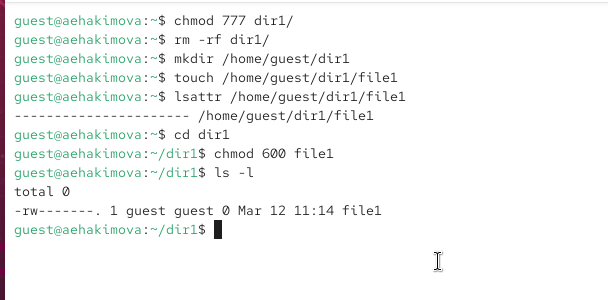 guest@aehakimova:~$ chmod 777 dir1/
guest@aehakimova:~$ rm -rf dir1/
guest@aehakimova:~$ mkdir /home/guest/dir1
guest@aehakimova:~$ touch /home/guest/dir1/file1
guest@aehakimova:~$ lsattr /home/guest/dir1/file1
---------------------- /home/guest/dir1/file1
guest@aehakimova:~$ cd dir1
guest@aehakimova:~/dir1$ chmod 600 file1
guest@aehakimova:~/dir1$ ls -l
total 0
-rw-------. 1 guest guest 0 Mar 12 11:14 file1
guest@aehakimova:~/dir1$